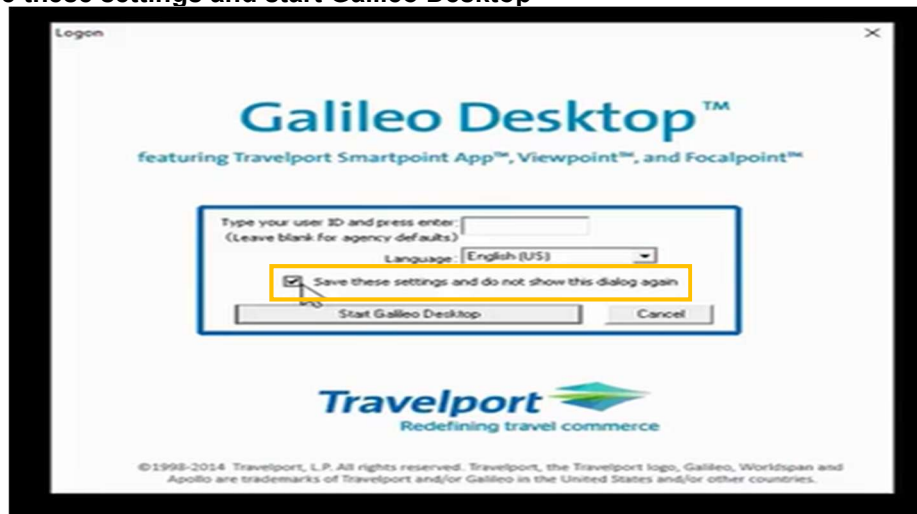 these settings and start Galileo Desktop
Logon
Galileo Desktop™
featuring Travelport Smartpoint App™, Viewpoint™, and Focalpoint™
Type your user ID and press enter:
(Leave blank for agency defaults)
Language: English (US)
Save these settings and do not show this dialog again
Start Galileo Desktop Cancel
Travelport
Redefining travel commerce
©1998-2014 Travelport, L.P. All rights reserved. Travelport, the Travelport logo, Galileo, Worldspan and
Apollo are trademarks of Travelport and/or Galileo in the United States and/or other countries.